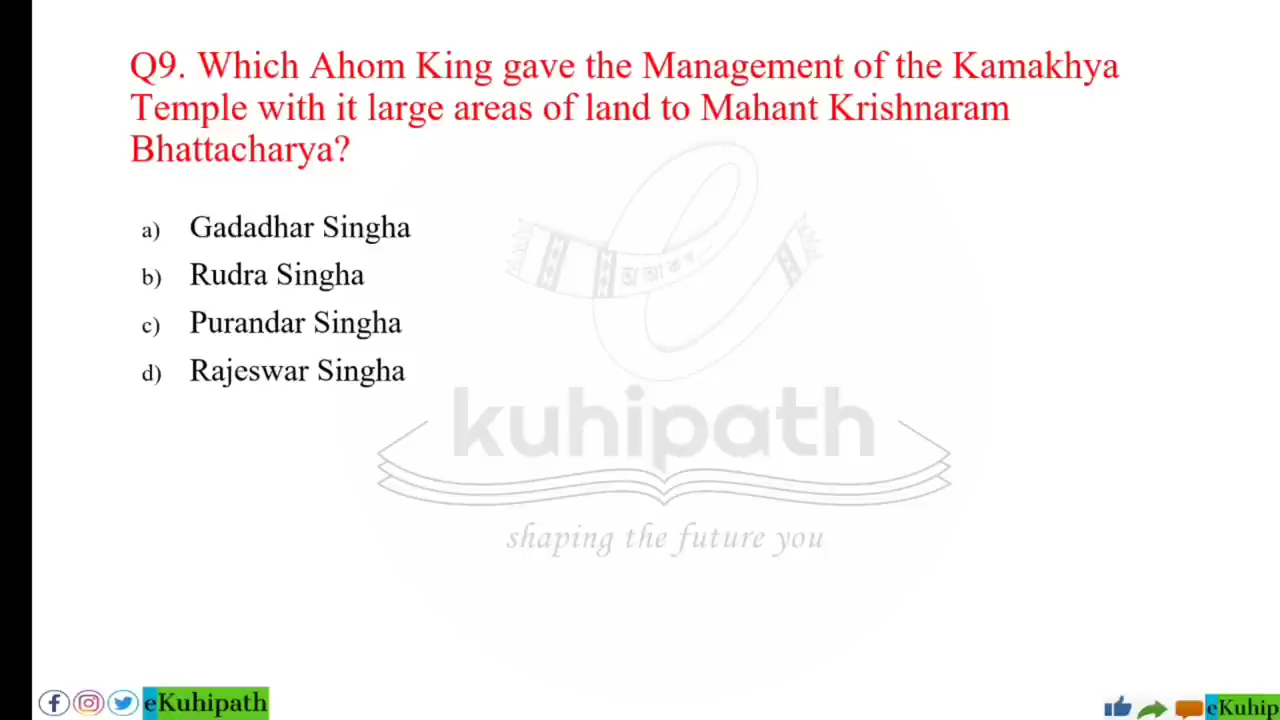 Q9. Which Ahom King gave the Management of the Kamakhya
Temple with it large areas of land to Mahant Krishnaram
Bhattacharya?
a) Gadadhar Singha
b) Rudra Singha
c) Purandar Singha
d) Rajeswar Singha
অ আ ক খ
kuhipath
shaping the future you
eKuhipath
eKuhip